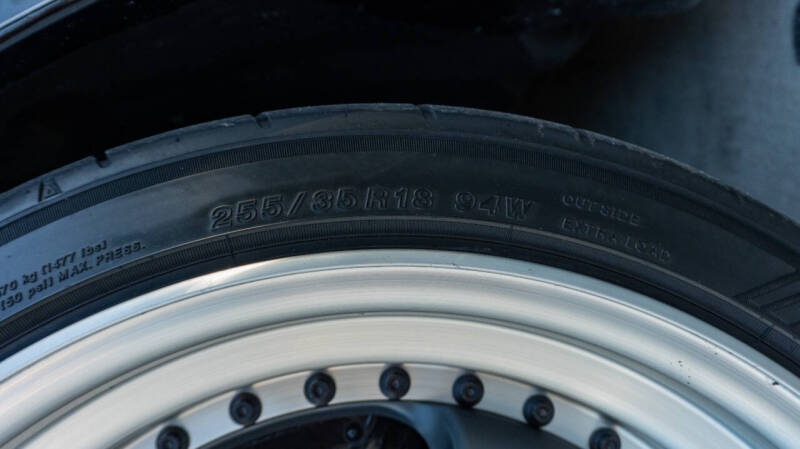 255/35R18 94W
OUTSIDE
EXTRA LOAD
70 kg (1477 lbs)
(50 psi) MAX. PRESS.